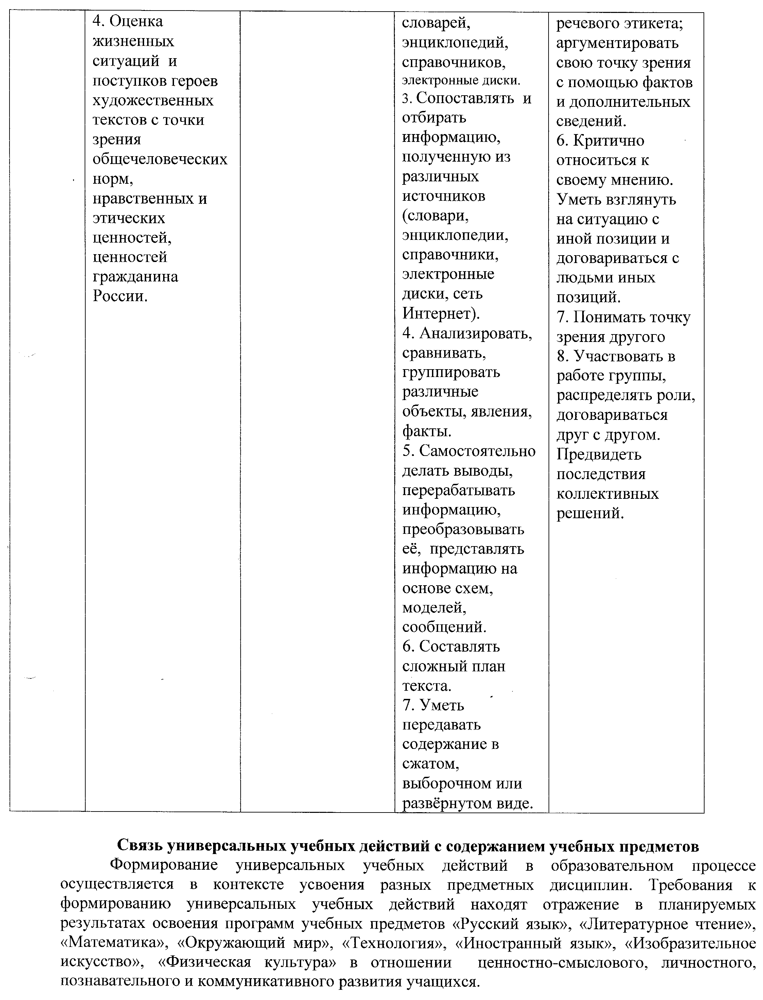 4. Оценка
жизненных
ситуаций  и
поступков героев
художественных
текстов с точки
зрения
общечеловеческих
норм,
нравственных и
этических
ценностей,
ценностей
гражданина
России.
словарей,
энциклопедий,
справочников,
электронные диски.
3. Сопоставлять  и
отбирать
информацию,
полученную из
различных
источников
(словари,
энциклопедии,
справочники,
электронные
диски, сеть
Интернет).
4. Анализировать,
сравнивать,
группировать
различные
объекты, явления,
факты.
5. Самостоятельно
делать выводы,
перерабатывать
информацию,
преобразовывать
её,  представлять
информацию на
основе схем,
моделей,
сообщений.
6. Составлять
сложный план
текста.
7. Уметь
передавать
содержание в
сжатом,
выборочном или
развёрнутом виде.
речевого этикета;
аргументировать
свою точку зрения
с помощью фактов
и дополнительных
сведений.
6. Критично
относиться к
своему мнению.
Уметь взглянуть
на ситуацию с
иной позиции и
договариваться с
людьми иных
позиций.
7. Понимать точку
зрения другого
8. Участвовать в
работе группы,
распределять роли,
договариваться
друг с другом.
Предвидеть
последствия
коллективных
решений.
Связь универсальных учебных действий с содержанием учебных предметов
Формирование универсальных учебных действий в образовательном процессе
осуществляется в контексте усвоения разных предметных дисциплин. Требования к
формированию универсальных учебных действий находят отражение в планируемых
результатах освоения программ учебных предметов «Русский язык», «Литературное чтение»,
«Математика», «Окружающий мир», «Технология», «Иностранный язык», «Изобразительное
искусство», «Физическая культура» в отношении  ценностно-смыслового, личностного,
познавательного и коммуникативного развития учащихся.